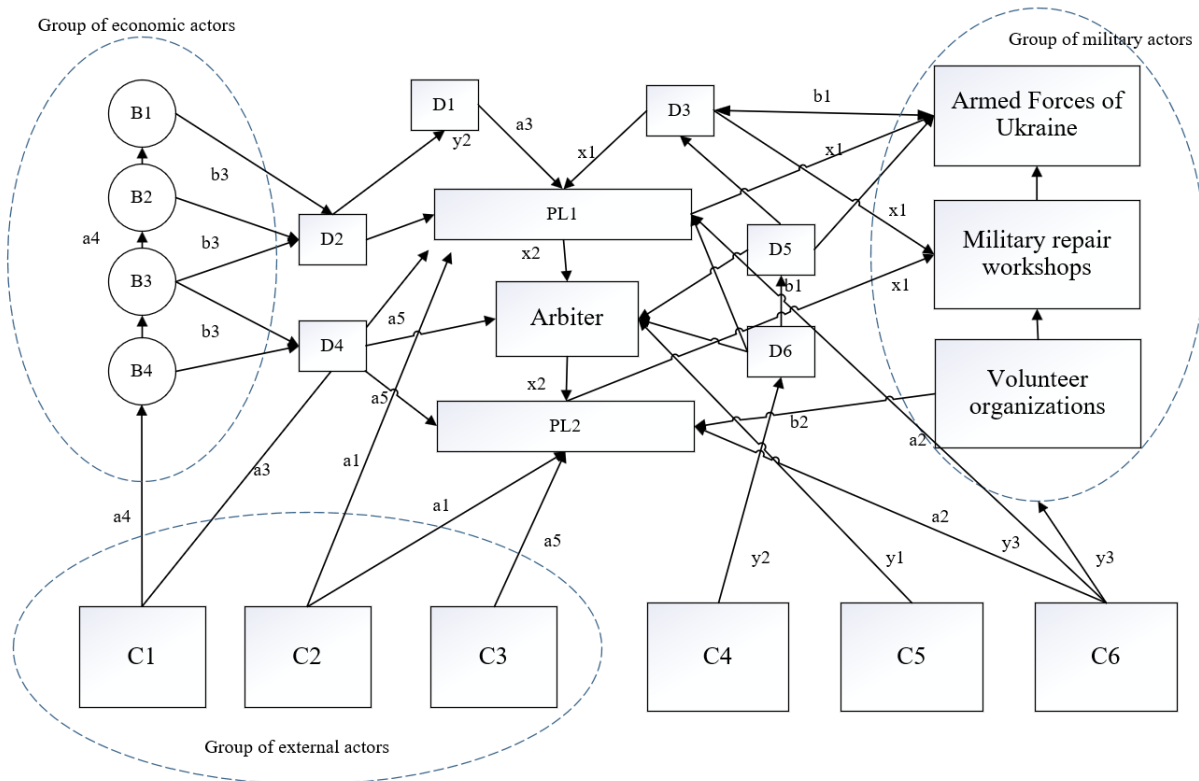 Group of economic actors
Group of military actors
B1
D1
D3
b1
Armed Forces of
Ukraine
y2
a3
x1
x1
b3
B2
PL1
x1
a4
b3
D2
x2
D5
Military repair
workshops
B3
b1
x1
Arbiter
b3
D4
a5
D6
B4
x2
Volunteer
organizations
a5
PL2
b2
a2
a3
a1
a4
a1
a5
a2
y2
y1
y3
y3
C1
C2
C3
C4
C5
C6
Group of external actors